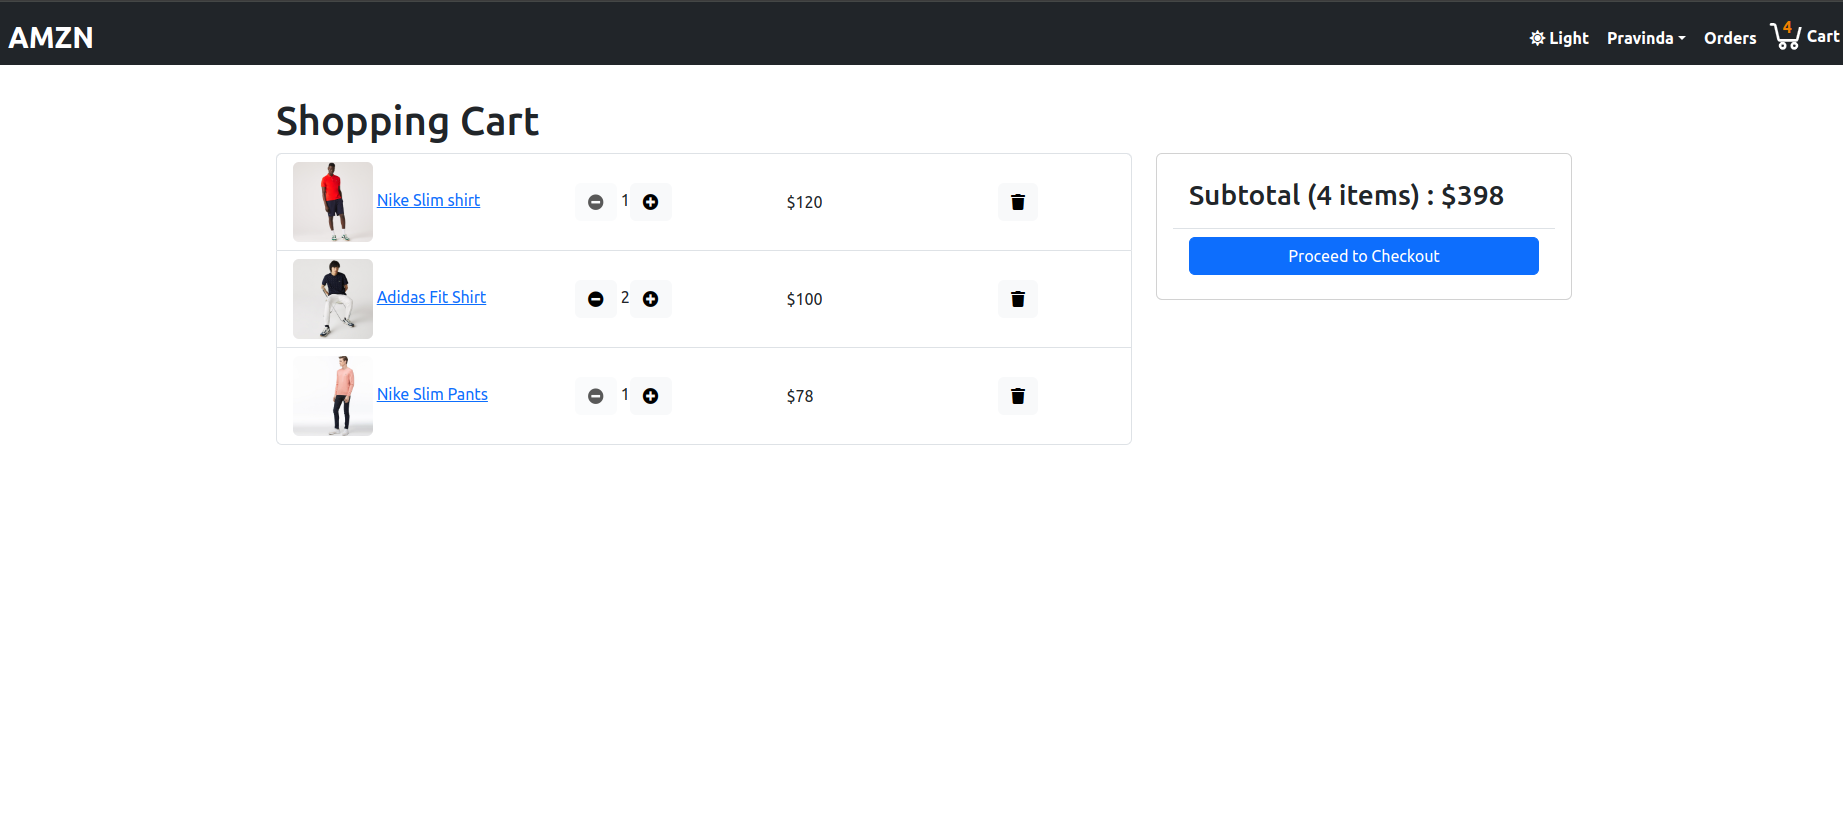 AMZN
Light Pravinda Orders 4 Cart
Shopping Cart
Nike Slim shirt 1 $120
Adidas Fit Shirt 2 $100
Nike Slim Pants 1 $78
Subtotal (4 items) : $398
Proceed to Checkout